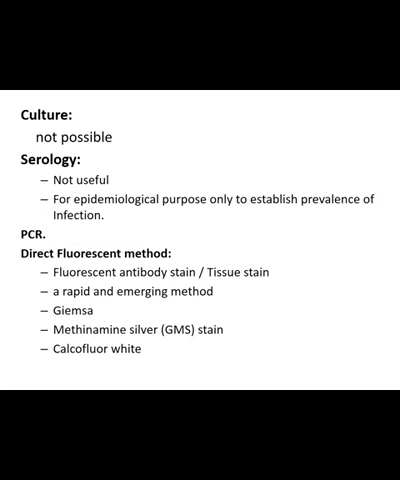 Culture:
not possible
Serology:
– Not useful
– For epidemiological purpose only to establish prevalence of
Infection.
PCR.
Direct Fluorescent method:
– Fluorescent antibody stain / Tissue stain
– a rapid and emerging method
– Giemsa
– Methinamine silver (GMS) stain
– Calcofluor white